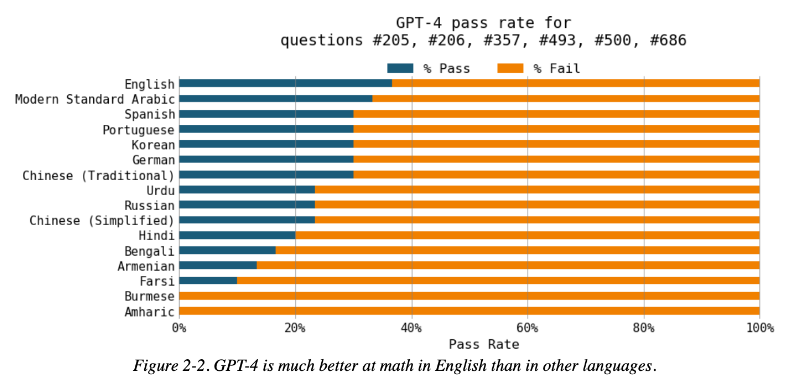 GPT-4 pass rate for
questions #205, #206, #357, #493, #500, #686
% Pass % Fail
English
Modern Standard Arabic
Spanish
Portuguese
Korean
German
Chinese (Traditional)
Urdu
Russian
Chinese (Simplified)
Hindi
Bengali
Armenian
Farsi
Burmese
Amharic
0% 20% 40% 60% 80% 100%
Pass Rate
Figure 2-2. GPT-4 is much better at math in English than in other languages.